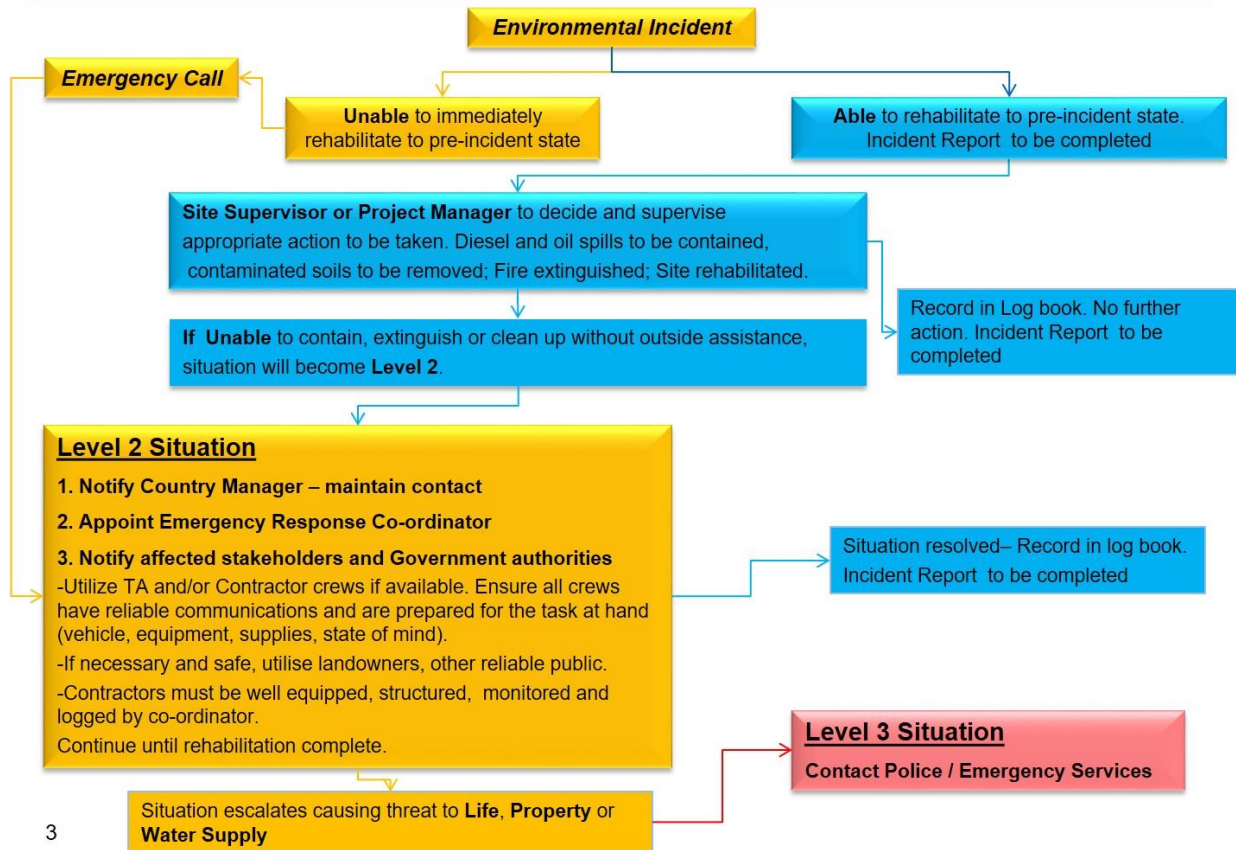 Environmental Incident
Emergency Call
Unable to immediately
rehabilitate to pre-incident state
Able to rehabilitate to pre-incident state.
Incident Report to be completed
Site Supervisor or Project Manager to decide and supervise
appropriate action to be taken. Diesel and oil spills to be contained,
contaminated soils to be removed; Fire extinguished; Site rehabilitated.
Record in Log book. No further
action. Incident Report to be
completed
If Unable to contain, extinguish or clean up without outside assistance,
situation will become Level 2.
Level 2 Situation
1. Notify Country Manager – maintain contact
2. Appoint Emergency Response Co-ordinator
3. Notify affected stakeholders and Government authorities
-Utilize TA and/or Contractor crews if available. Ensure all crews
have reliable communications and are prepared for the task at hand
(vehicle, equipment, supplies, state of mind).
-If necessary and safe, utilise landowners, other reliable public.
-Contractors must be well equipped, structured, monitored and
logged by co-ordinator.
Continue until rehabilitation complete.
Situation resolved– Record in log book.
Incident Report to be completed
Level 3 Situation
Contact Police / Emergency Services
Situation escalates causing threat to Life, Property or
Water Supply
3